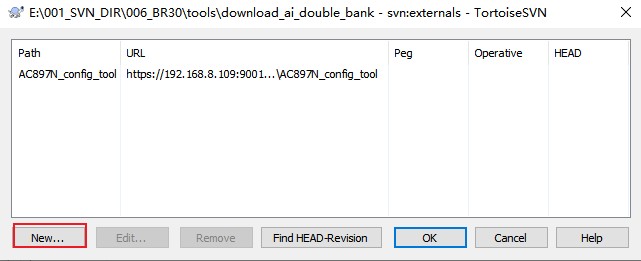 E:\001_SVN_DIR\006_BR30\tools\download_ai_double_bank - svn:externals - TortoiseSVN
Path URL Peg Operative HEAD
AC897N_config_tool https://192.168.8.109:9001...\AC897N_config_tool
New... Edit... Remove Find HEAD-Revision OK Cancel Help